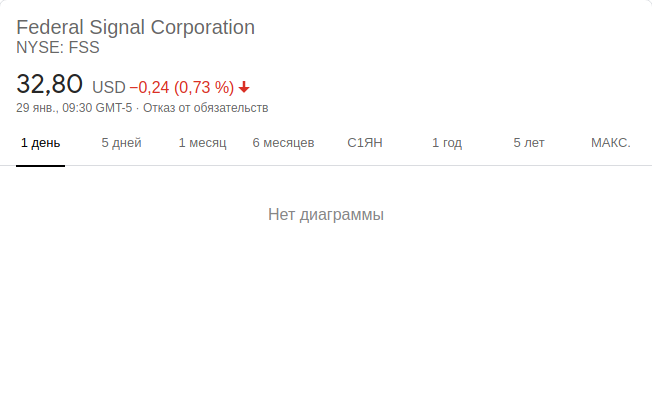 Federal Signal Corporation
NYSE: FSS
32,80 USD −0,24 (0,73 %)
29 янв., 09:30 GMT-5 · Отказ от обязательств
1 день 5 дней 1 месяц 6 месяцев С1ЯН 1 год 5 лет МАКС.
Нет диаграммы